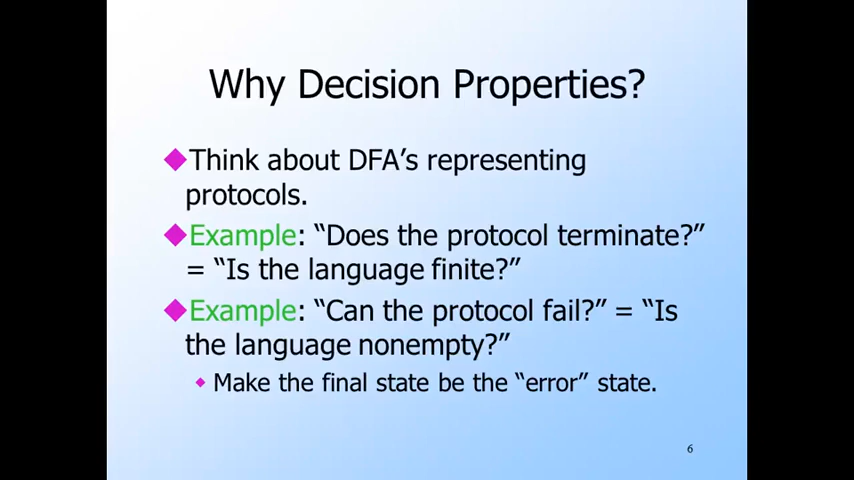 Why Decision Properties?
Think about DFA’s representing
protocols.
Example: “Does the protocol terminate?”
= “Is the language finite?”
Example: “Can the protocol fail?” = “Is
the language nonempty?”
Make the final state be the “error” state.
6